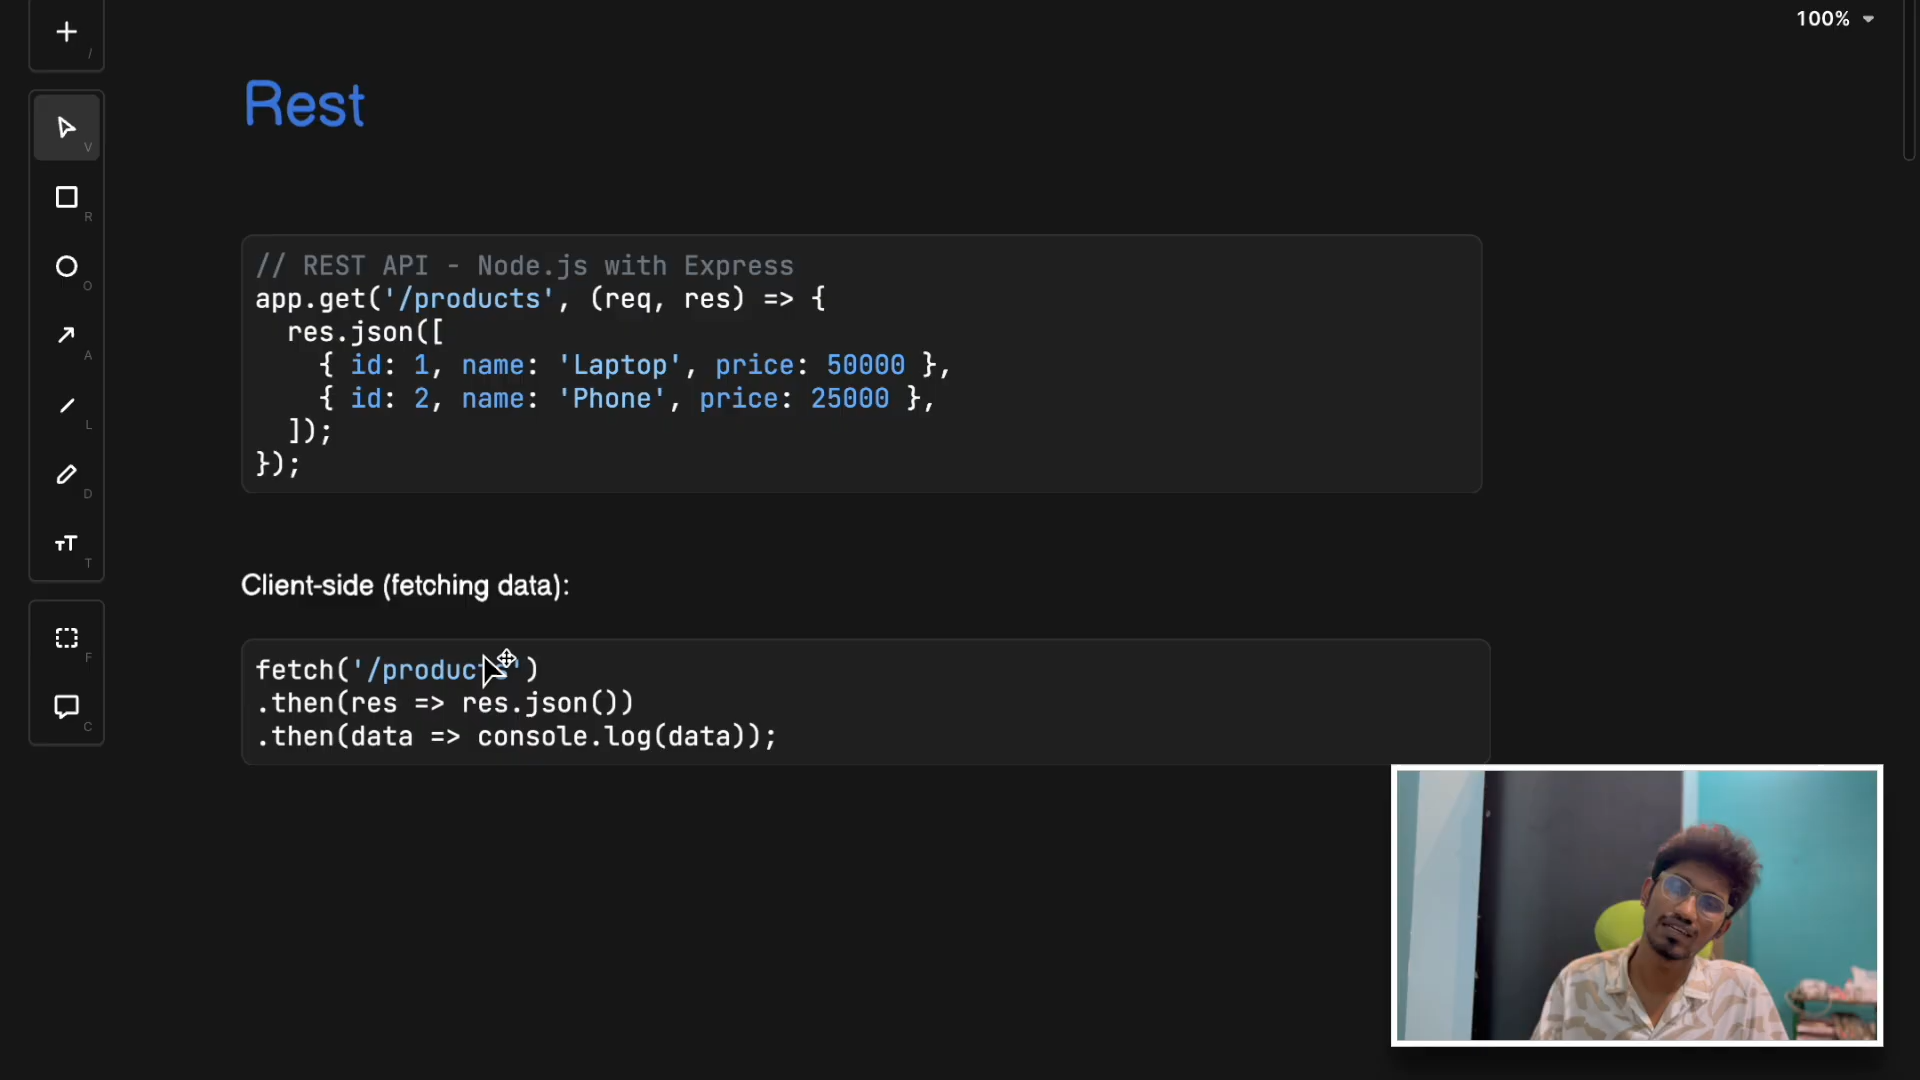 /
100%
V
R
O
A
L
D
T
F
C
Rest
// REST API - Node.js with Express
app.get('/products', (req, res) => {
  res.json([
    { id: 1, name: 'Laptop', price: 50000 },
    { id: 2, name: 'Phone', price: 25000 },
  ]);
});
Client-side (fetching data):
fetch('/products')
.then(res => res.json())
.then(data => console.log(data));